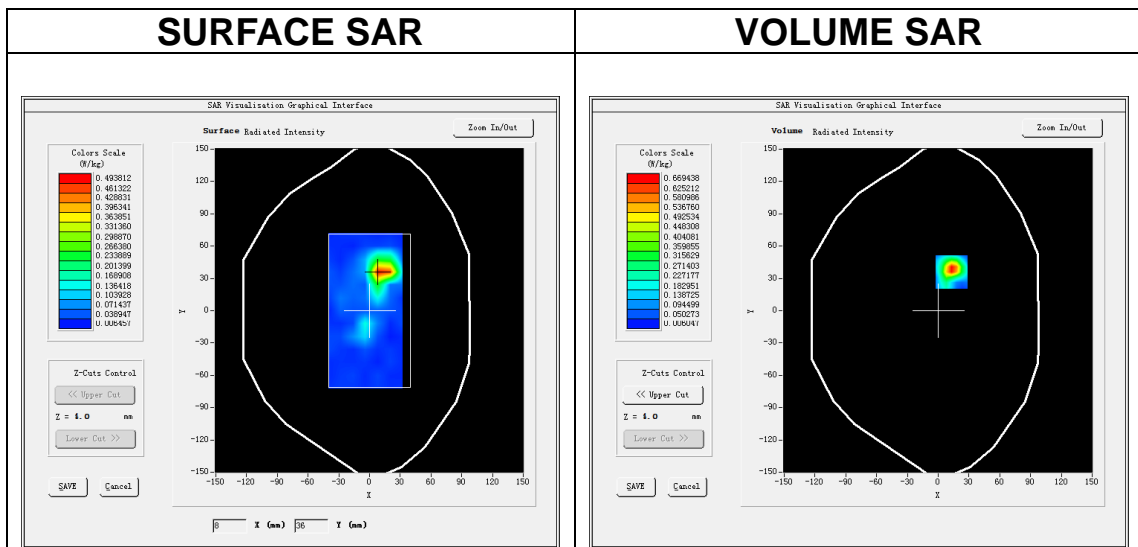 SURFACE SAR
VOLUME SAR
SAR Visualisation Graphical Interface
Surface Radiated Intensity
Zoom In/Out
Colors Scale
(W/kg)
0.493812
0.461322
0.428831
0.396341
0.363851
0.331360
0.298870
0.266380
0.233889
0.201399
0.168908
0.136418
0.103928
0.071437
0.038947
0.006457
150
120
90
60
30
0
-30
-60
-90
-120
-150
Y
-150 -120 -90 -60 -30 0 30 60 90 120 150
X
Z-Cuts Control
<< Upper Cut
Z = 4.0 mm
Lower Cut >>
SAVE
Cancel
8 X (mm) 36 Y (mm)
SAR Visualisation Graphical Interface
Volume Radiated Intensity
Zoom In/Out
Colors Scale
(W/kg)
0.669438
0.625212
0.580986
0.536760
0.492534
0.448308
0.404081
0.359855
0.315629
0.271403
0.227177
0.182951
0.138725
0.094499
0.050273
0.006047
150
120
90
60
30
0
-30
-60
-90
-120
-150
Y
-150 -120 -90 -60 -30 0 30 60 90 120 150
X
Z-Cuts Control
<< Upper Cut
Z = 4.0 mm
Lower Cut >>
SAVE
Cancel